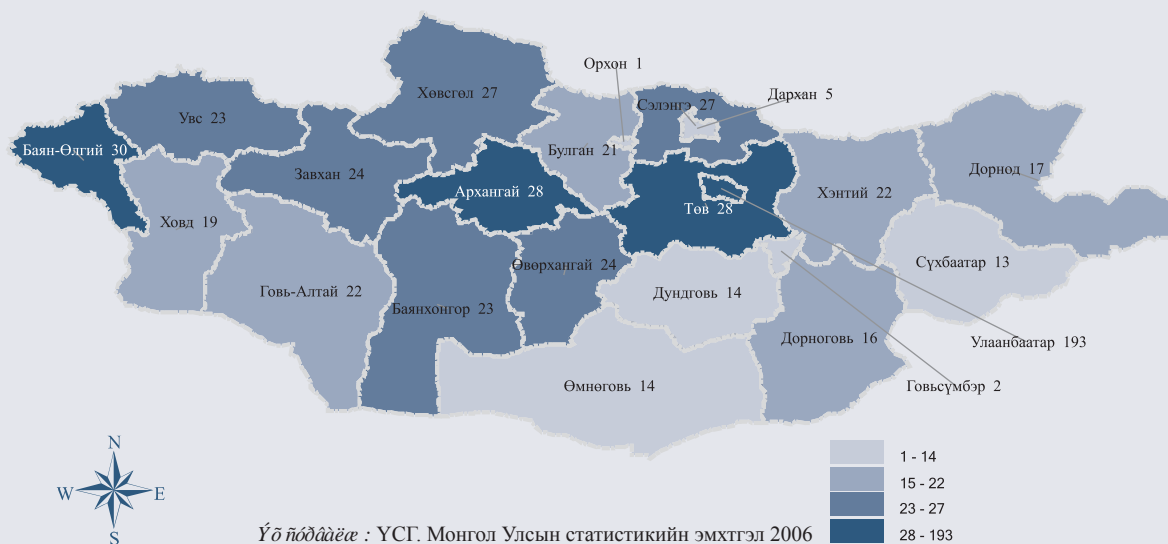 Орхон 1
Хөвсгөл 27
Дархан 5
Сэлэнгэ 27
Увс 23
Баян-Өлгий 30
Булган 21
Завхан 24
Дорнод 17
Архангай 28
Хэнтий 22
Төв 28
Ховд 19
Сүхбаатар 13
Өвөрхангай 24
Говь-Алтай 22
Дундговь 14
Баянхонгор 23
Дорноговь 16
Улаанбаатар 193
Өмнөговь 14
Говьсүмбэр 2
N
W
E
S
1 - 14
15 - 22
23 - 27
28 - 193
Ýõ ñóðâàëæ : ҮСГ. Монгол Улсын статистикийн эмхтгэл 2006